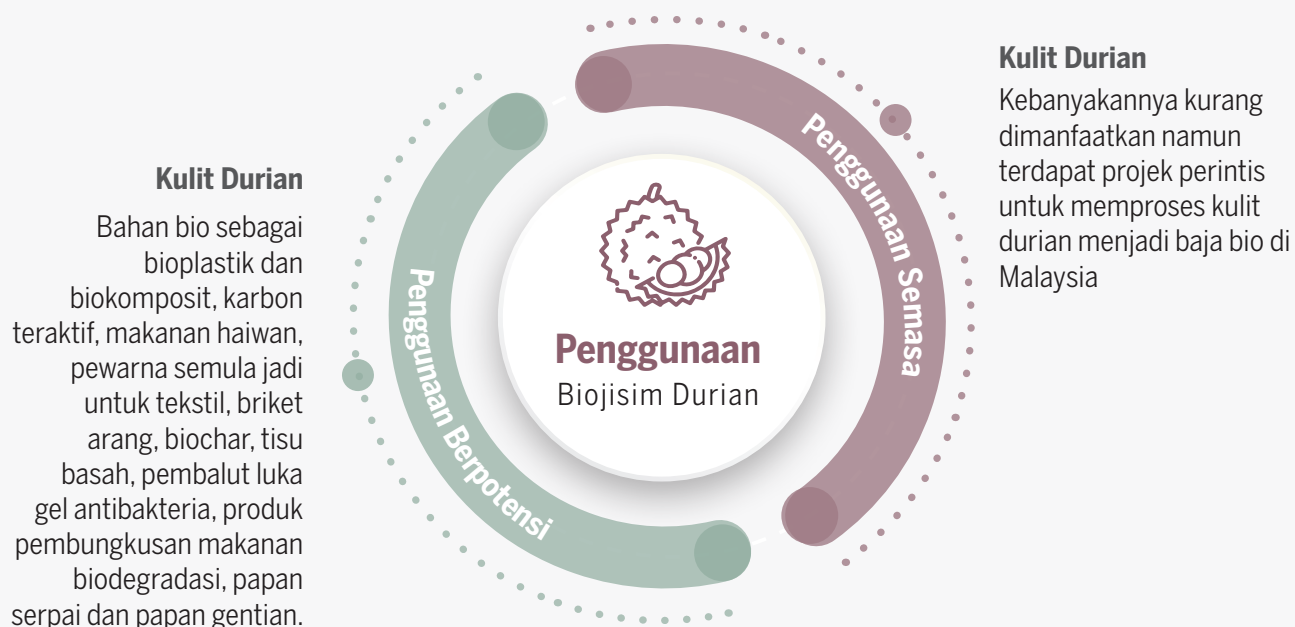 Kulit Durian
Bahan bio sebagai
bioplastik dan
biokomposit, karbon
teraktif, makanan haiwan,
pewarna semula jadi
untuk tekstil, briket
arang, biochar, tisu
basah, pembalut luka
gel antibakteria, produk
pembungkusan makanan
biodegradasi, papan
serpai dan papan gentian.
Penggunaan Berpotensi
Penggunaan
Biojisim Durian
Penggunaan Semasa
Kulit Durian
Kebanyakannya kurang
dimanfaatkan namun
terdapat projek perintis
untuk memproses kulit
durian menjadi baja bio di
Malaysia